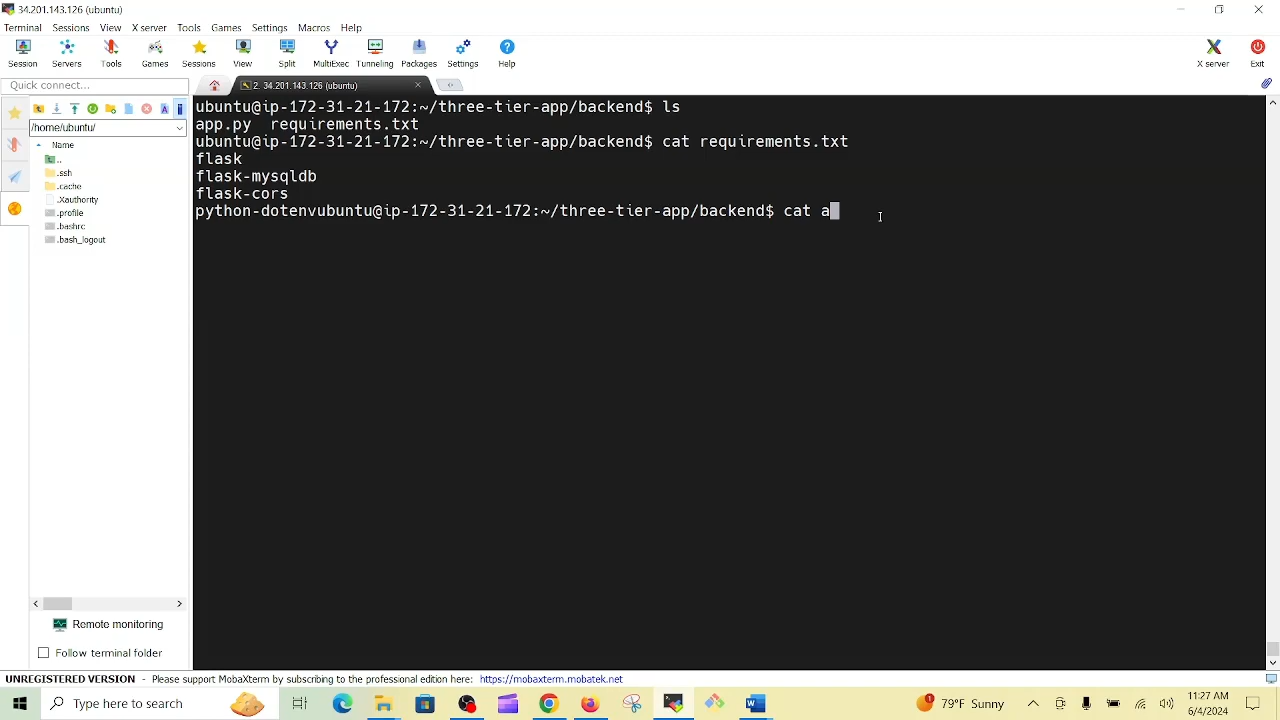 34.201.143.126 (ubuntu)
Terminal Sessions View X server Tools Games Settings Macros Help
Session Servers Tools Games Sessions View Split MultiExec Tunneling Packages Settings Help X server Exit
Quick connect...
2. 34.201.143.126 (ubuntu)
/home/ubuntu/
Name
..
.ssh
.cache
.Xauthority
.profile
.bashrc
.bash_logout
ubuntu@ip-172-31-21-172:~/three-tier-app/backend$ ls
app.py  requirements.txt
ubuntu@ip-172-31-21-172:~/three-tier-app/backend$ cat requirements.txt
flask
flask-mysqldb
flask-cors
python-dotenvubuntu@ip-172-31-21-172:~/three-tier-app/backend$ cat a
Remote monitoring
Follow terminal folder
UNREGISTERED VERSION - Please support MobaXterm by subscribing to the professional edition here: https://mobaxterm.mobatek.net
Type here to search
79°F Sunny
11:27 AM
6/4/2024